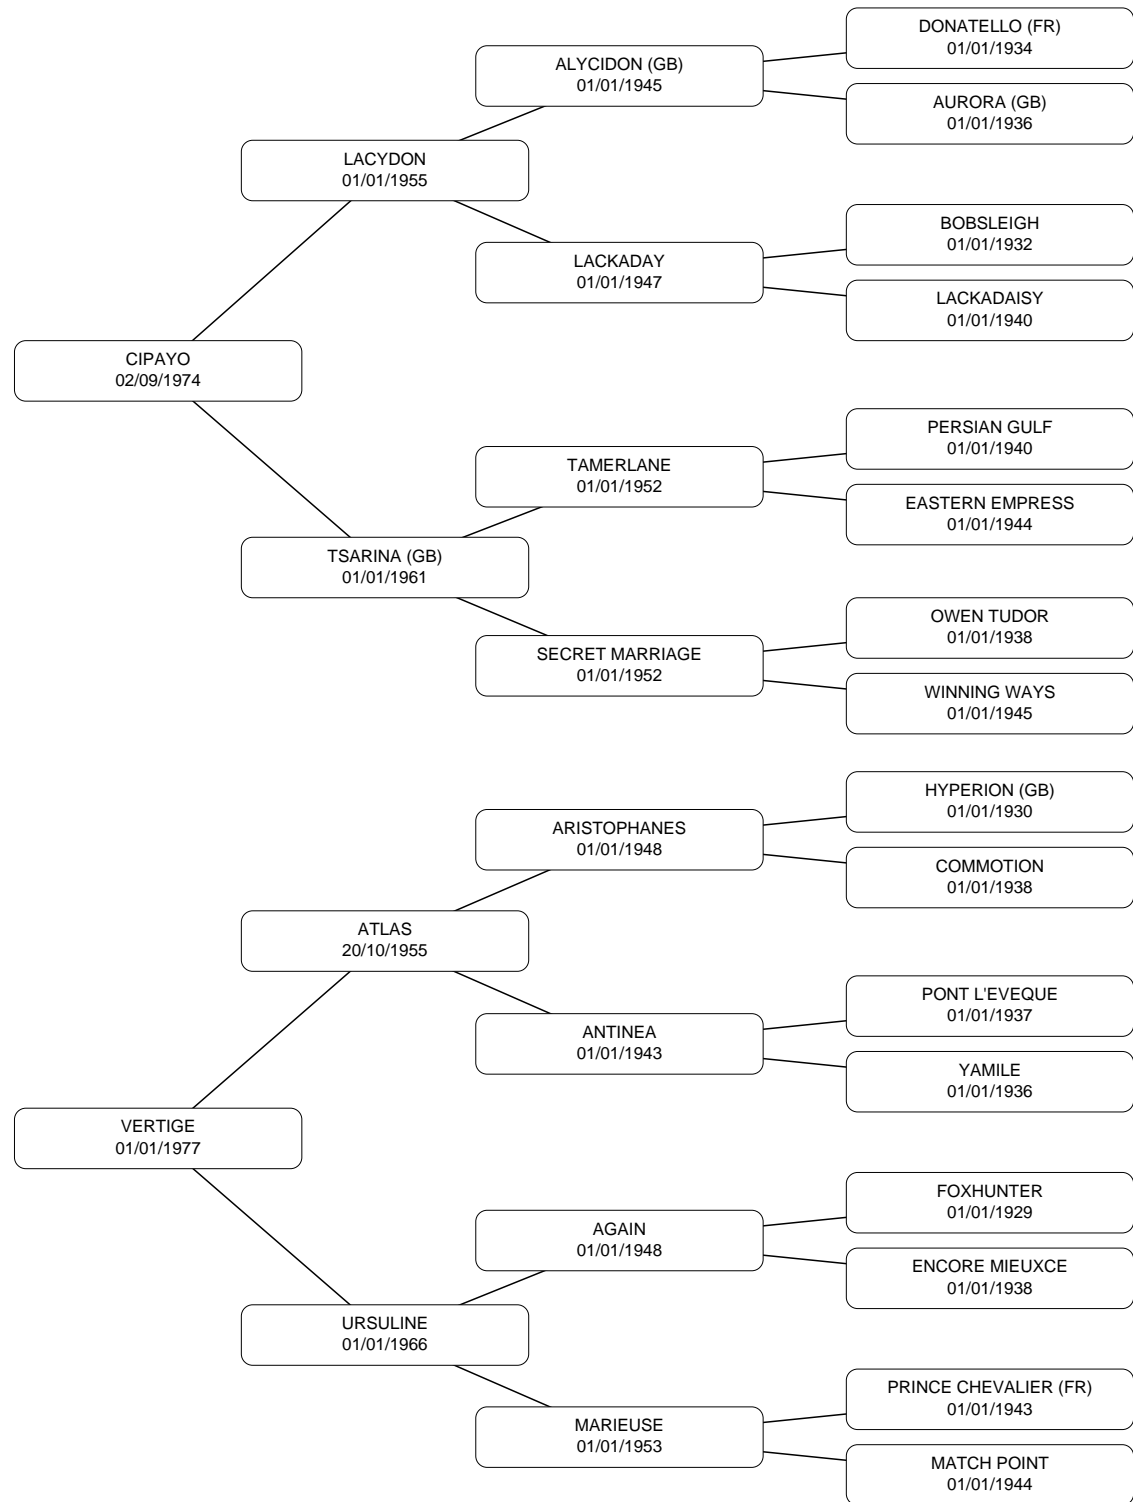 DONATELLO (FR)
01/01/1934
ALYCIDON (GB)
01/01/1945
AURORA (GB)
01/01/1936
LACYDON
01/01/1955
BOBSLEIGH
01/01/1932
LACKADAY
01/01/1947
LACKADAISY
01/01/1940
CIPAYO
02/09/1974
PERSIAN GULF
01/01/1940
TAMERLANE
01/01/1952
EASTERN EMPRESS
01/01/1944
TSARINA (GB)
01/01/1961
OWEN TUDOR
01/01/1938
SECRET MARRIAGE
01/01/1952
WINNING WAYS
01/01/1945
HYPERION (GB)
01/01/1930
ARISTOPHANES
01/01/1948
COMMOTION
01/01/1938
ATLAS
20/10/1955
PONT L'EVEQUE
01/01/1937
ANTINEA
01/01/1943
YAMILE
01/01/1936
VERTIGE
01/01/1977
FOXHUNTER
01/01/1929
AGAIN
01/01/1948
ENCORE MIEUXCE
01/01/1938
URSULINE
01/01/1966
PRINCE CHEVALIER (FR)
01/01/1943
MARIEUSE
01/01/1953
MATCH POINT
01/01/1944